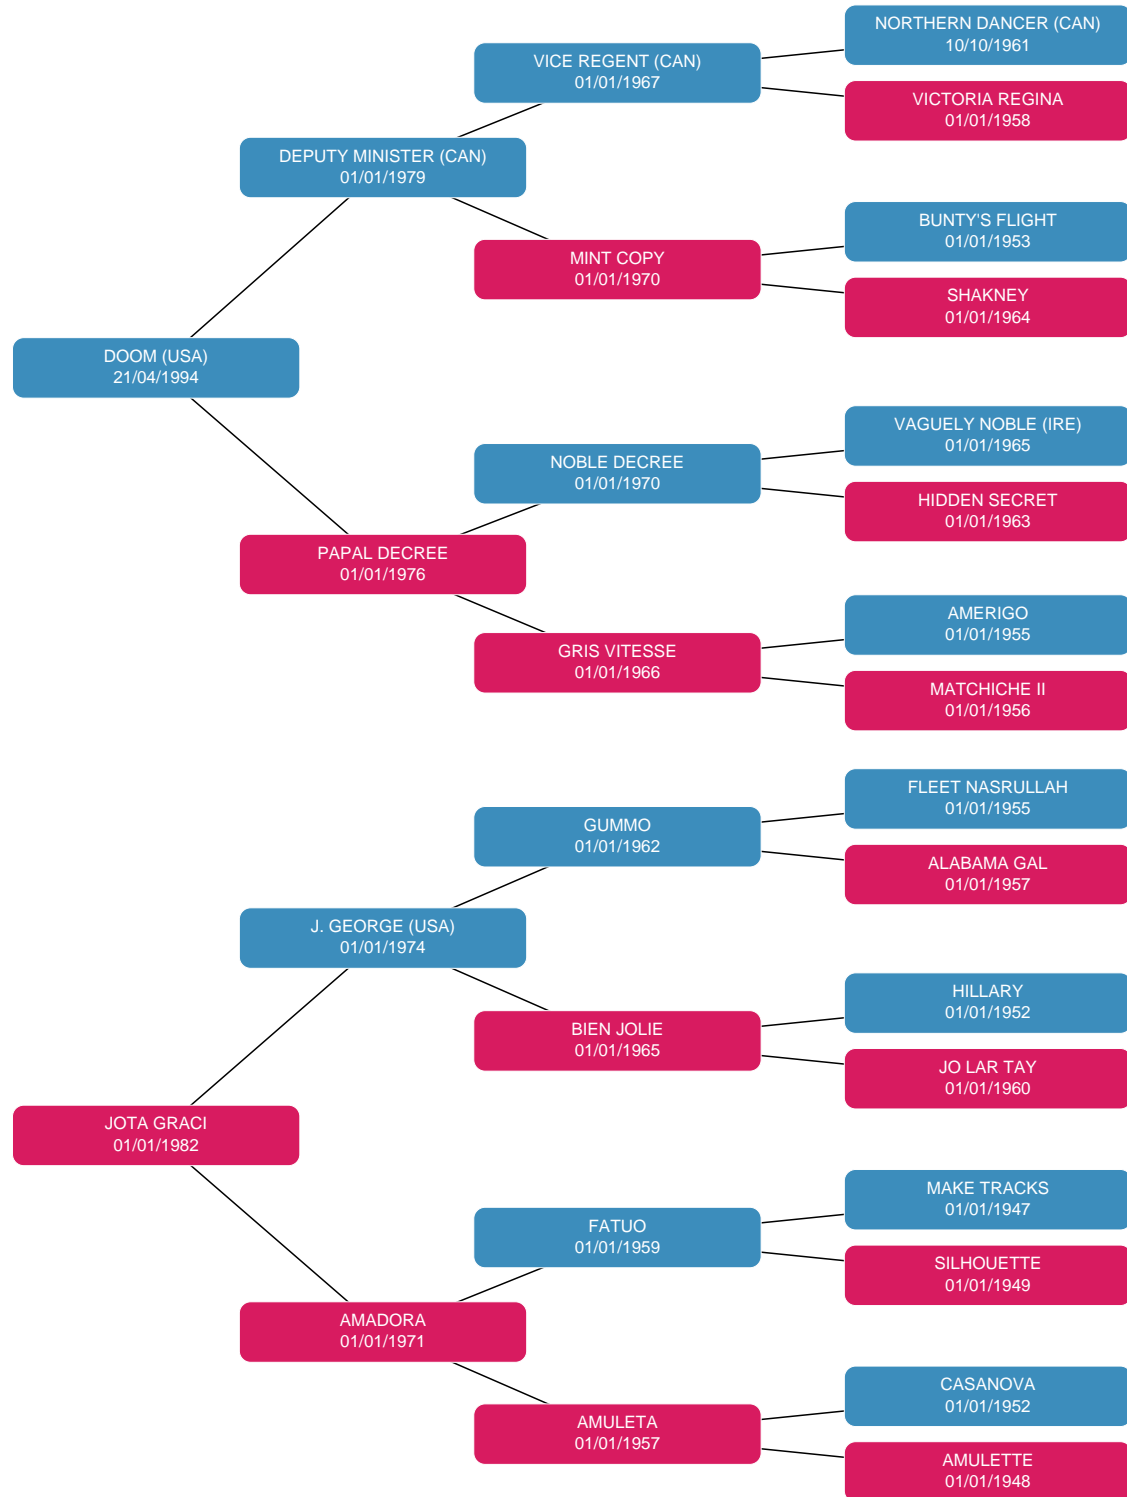 NORTHERN DANCER (CAN)
10/10/1961
VICE REGENT (CAN)
01/01/1967
VICTORIA REGINA
01/01/1958
DEPUTY MINISTER (CAN)
01/01/1979
BUNTY'S FLIGHT
01/01/1953
MINT COPY
01/01/1970
SHAKNEY
01/01/1964
DOOM (USA)
21/04/1994
VAGUELY NOBLE (IRE)
01/01/1965
NOBLE DECREE
01/01/1970
HIDDEN SECRET
01/01/1963
PAPAL DECREE
01/01/1976
AMERIGO
01/01/1955
GRIS VITESSE
01/01/1966
MATCHICHE II
01/01/1956
FLEET NASRULLAH
01/01/1955
GUMMO
01/01/1962
ALABAMA GAL
01/01/1957
J. GEORGE (USA)
01/01/1974
HILLARY
01/01/1952
BIEN JOLIE
01/01/1965
JO LAR TAY
01/01/1960
JOTA GRACI
01/01/1982
MAKE TRACKS
01/01/1947
FATUO
01/01/1959
SILHOUETTE
01/01/1949
AMADORA
01/01/1971
CASANOVA
01/01/1952
AMULETA
01/01/1957
AMULETTE
01/01/1948